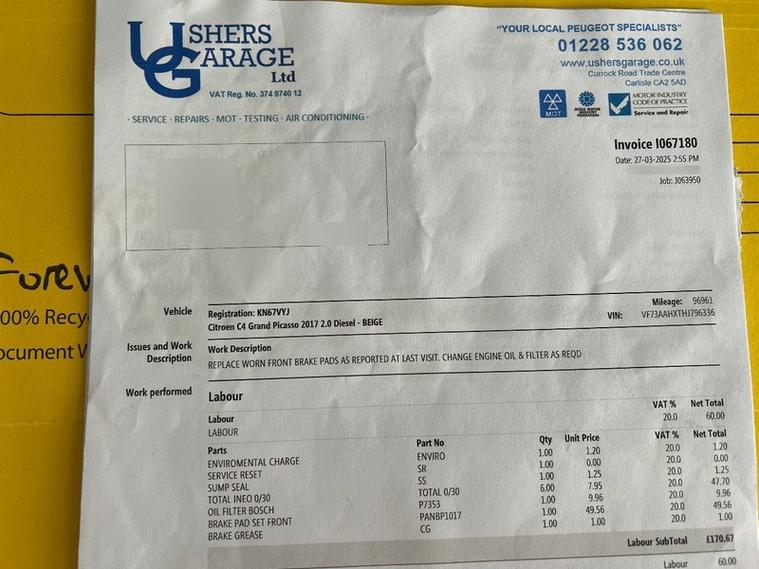 USHERS GARAGE Ltd
VAT Reg. No. 374 9740 12
· SERVICE · REPAIRS · MOT · TESTING · AIR CONDITIONING ·
"YOUR LOCAL PEUGEOT SPECIALISTS"
01228 536 062
www.ushersgarage.co.uk
Currock Road Trade Centre
Carlisle CA2 5AD
MOT
MOTOR INDUSTRY
CODE OF PRACTICE
Service and Repair
Invoice I067180
Date: 27-03-2025 2:55 PM
Job: J063950
Forev
00% Recy
ocument W
Vehicle Registration: KN67VYJ Mileage: 96961
Citroen C4 Grand Picasso 2017 2.0 Diesel - BEIGE VIN: VF73AAHXTHJ796336
Issues and Work Description Work Description
REPLACE WORN FRONT BRAKE PADS AS REPORTED AT LAST VISIT. CHANGE ENGINE OIL & FILTER AS REQD
Work performed Labour
Labour VAT % Net Total
LABOUR 20.0 60.00
Parts Part No Qty Unit Price VAT % Net Total
ENVIROMENTAL CHARGE ENVIRO 1.00 1.20 20.0 1.20
SERVICE RESET SR 1.00 0.00 20.0 0.00
SUMP SEAL SS 1.00 1.25 20.0 1.25
TOTAL INEO 0/30 TOTAL 0/30 6.00 7.95 20.0 47.70
OIL FILTER BOSCH P7353 1.00 9.96 20.0 9.96
BRAKE PAD SET FRONT PANBP1017 1.00 49.56 20.0 49.56
BRAKE GREASE CG 1.00 1.00 20.0 1.00
Labour SubTotal £170.67
Labour 60.00